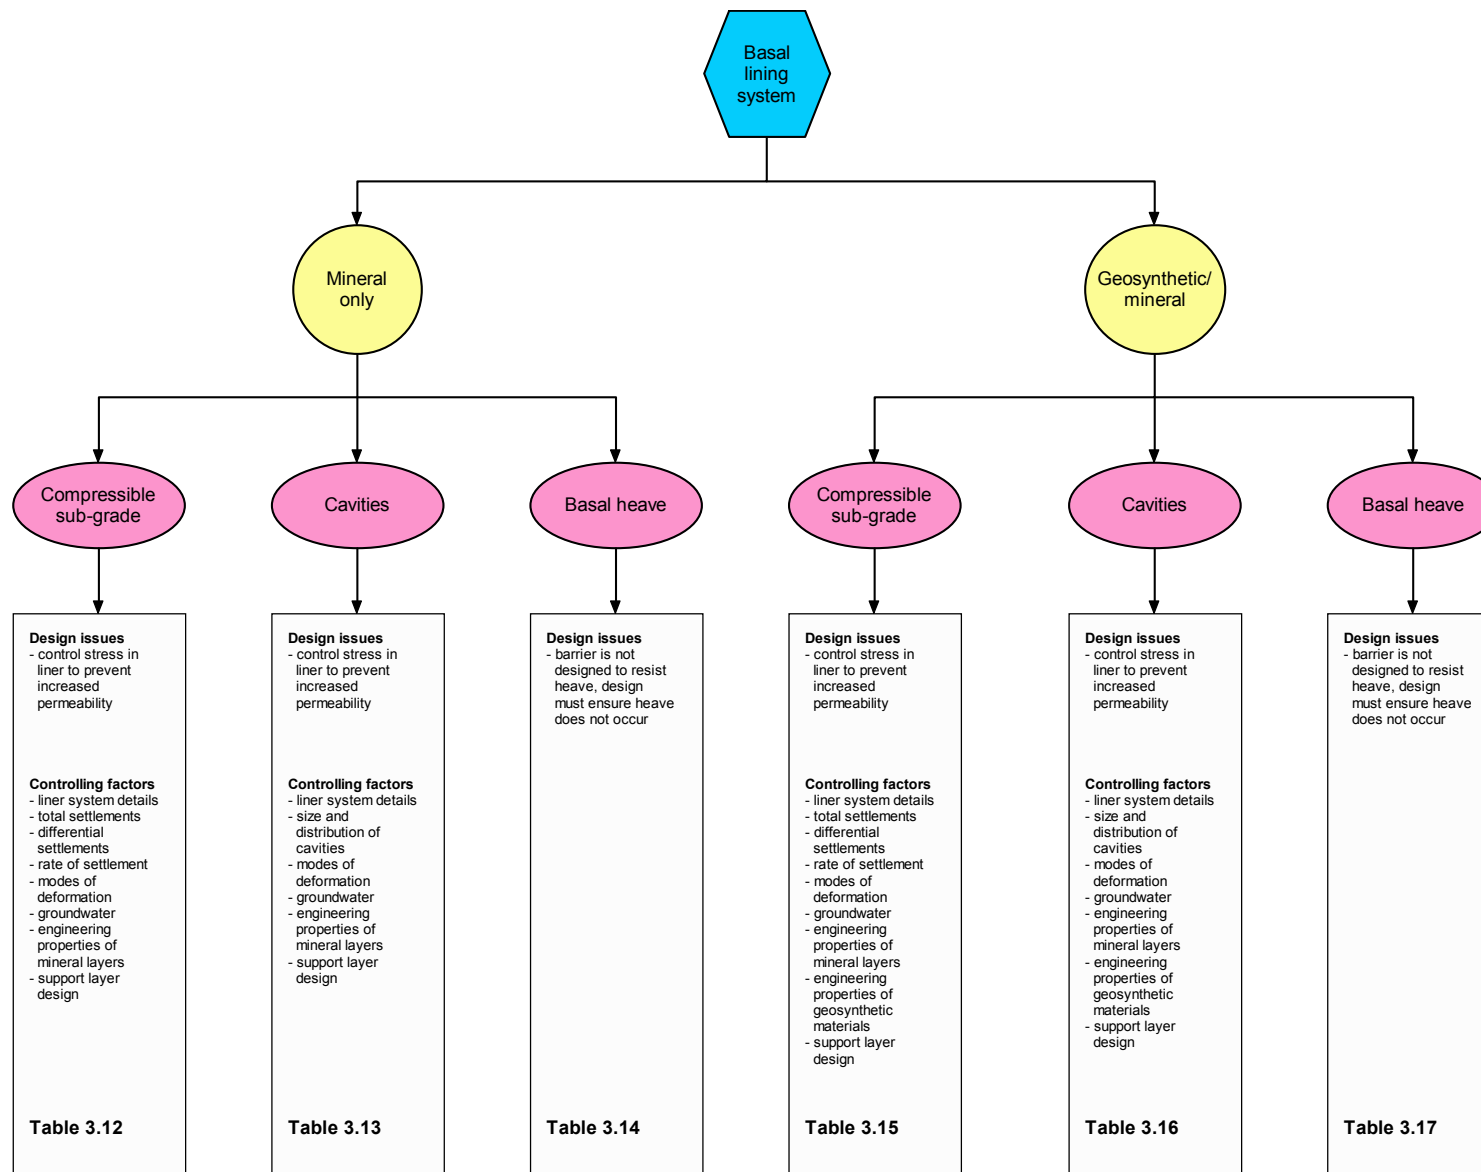 Basal
lining
system
Mineral
only
Geosynthetic/
mineral
Compressible
sub-grade
Cavities
Basal heave
Compressible
sub-grade
Cavities
Basal heave
Design issues
- control stress in
liner to prevent
increased
permeability
Controlling factors
- liner system details
- total settlements
- differential
settlements
- rate of settlement
- modes of
deformation
- groundwater
- engineering
properties of
mineral layers
- support layer
design
Table 3.12
Design issues
- control stress in
liner to prevent
increased
permeability
Controlling factors
- liner system details
- size and
distribution of
cavities
- modes of
deformation
- groundwater
- engineering
properties of
mineral layers
- support layer
design
Table 3.13
Design issues
- barrier is not
designed to resist
heave, design
must ensure heave
does not occur
Table 3.14
Design issues
- control stress in
liner to prevent
increased
permeability
Controlling factors
- liner system details
- total settlements
- differential
settlements
- rate of settlement
- modes of
deformation
- groundwater
- engineering
properties of
mineral layers
- engineering
properties of
geosynthetic
materials
- support layer
design
Table 3.15
Design issues
- control stress in
liner to prevent
increased
permeability
Controlling factors
- liner system details
- size and
distribution of
cavities
- modes of
deformation
- groundwater
- engineering
properties of
mineral layers
- engineering
properties of
geosynthetic
materials
- support layer
design
Table 3.16
Design issues
- barrier is not
designed to resist
heave, design
must ensure heave
does not occur
Table 3.17